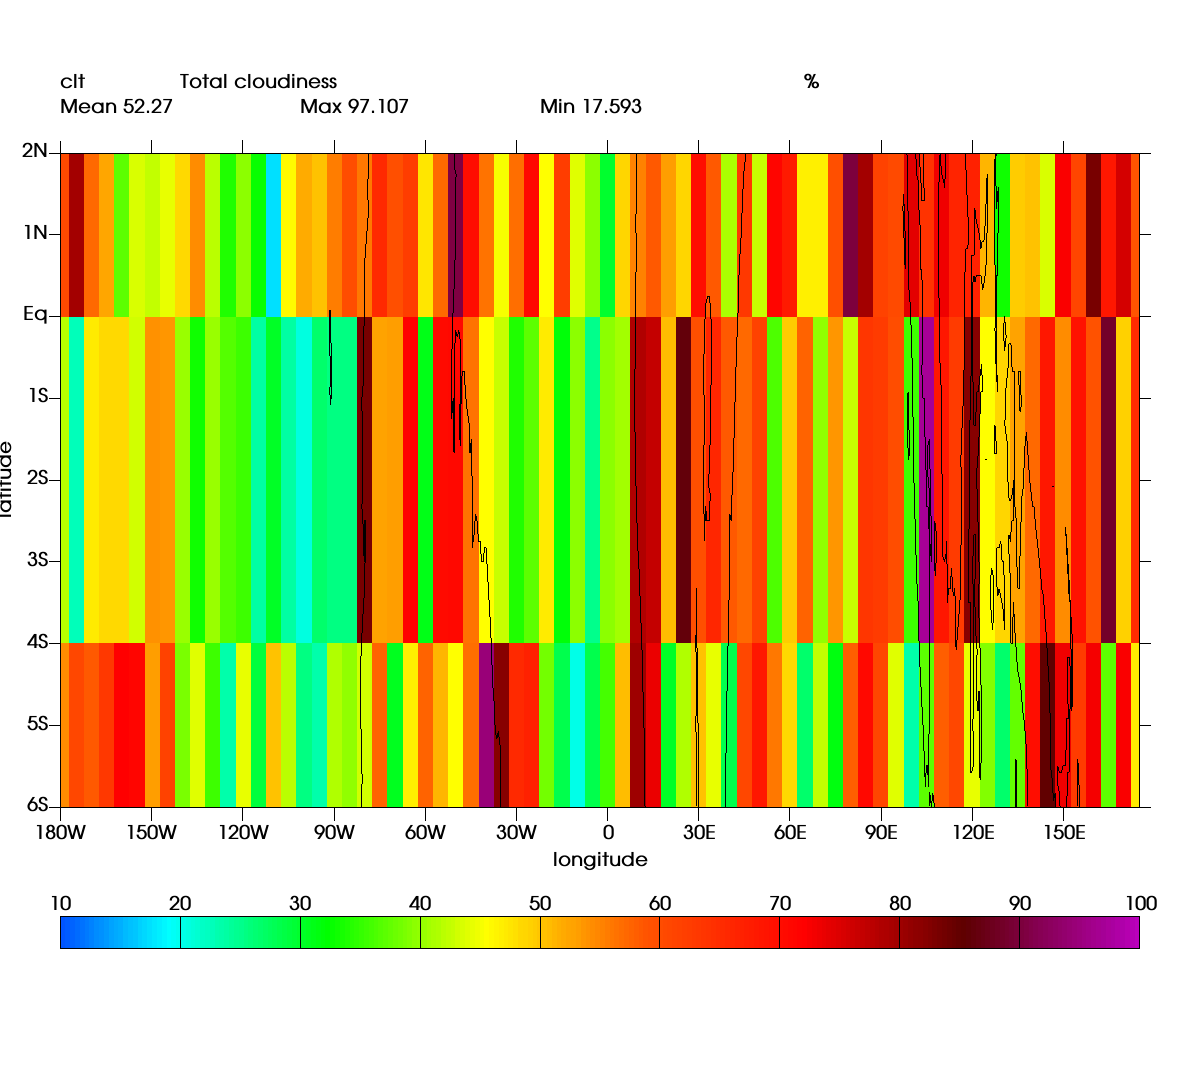 clt Total cloudiness %
Mean 52.27 Max 97.107 Min 17.593
2N
1N
Eq
1S
2S
3S
4S
5S
6S
latitude
180W 150W 120W 90W 60W 30W 0 30E 60E 90E 120E 150E
longitude
10 20 30 40 50 60 70 80 90 100